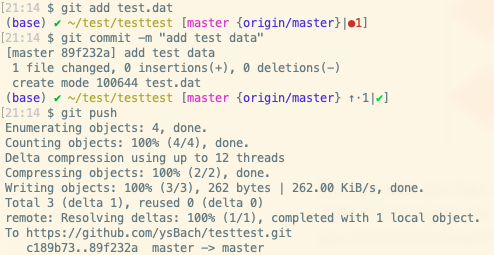 [21:14 $ git add test.dat
(base) ✔ ~/test/testtest [master {origin/master}|●1]
[21:14 $ git commit -m "add test data"
[master 89f232a] add test data
 1 file changed, 0 insertions(+), 0 deletions(-)
 create mode 100644 test.dat
(base) ✔ ~/test/testtest [master {origin/master} ↑·1|✔]
[21:14 $ git push
Enumerating objects: 4, done.
Counting objects: 100% (4/4), done.
Delta compression using up to 12 threads
Compressing objects: 100% (2/2), done.
Writing objects: 100% (3/3), 262 bytes | 262.00 KiB/s, done.
Total 3 (delta 1), reused 0 (delta 0)
remote: Resolving deltas: 100% (1/1), completed with 1 local object.
To https://github.com/ysBach/testtest.git
   c189b73..89f232a  master -> master